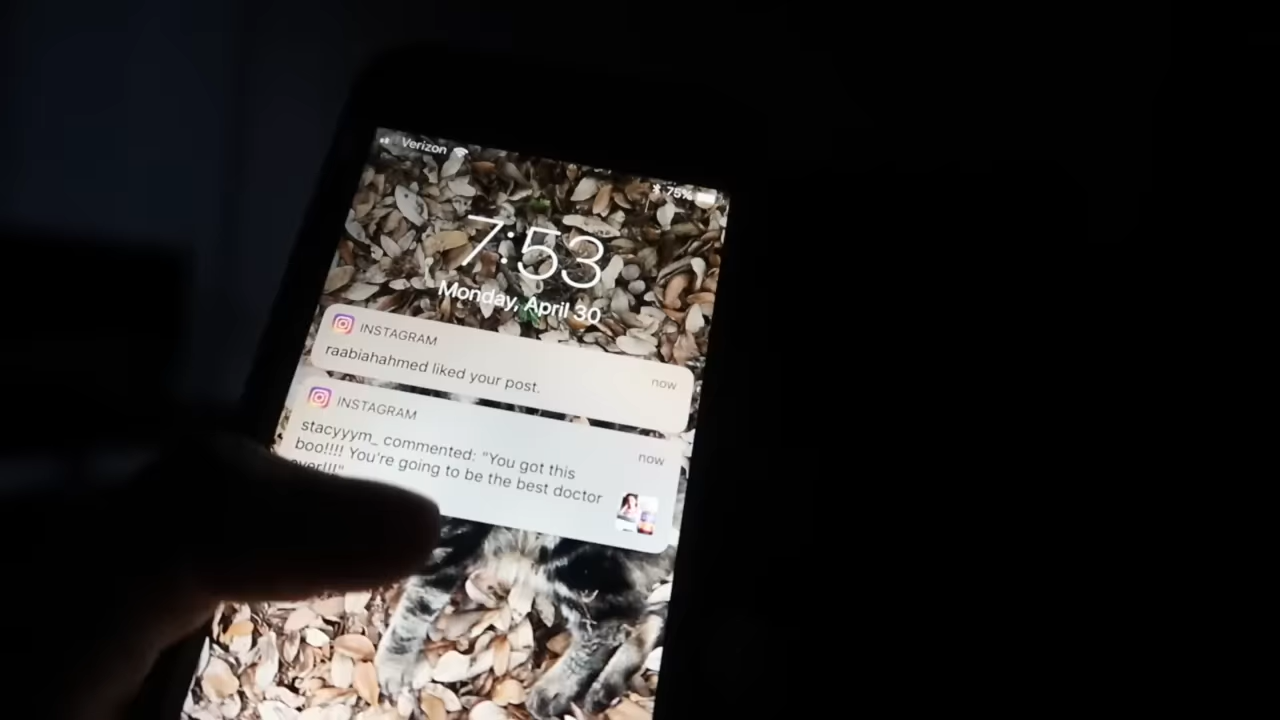 Verizon
75%
7:53
Monday, April 30
INSTAGRAM
raabiahahmed liked your post.
now
INSTAGRAM
now
stacyyym_ commented: "You got this
boo!!!! You're going to be the best doctor
ever!!!"